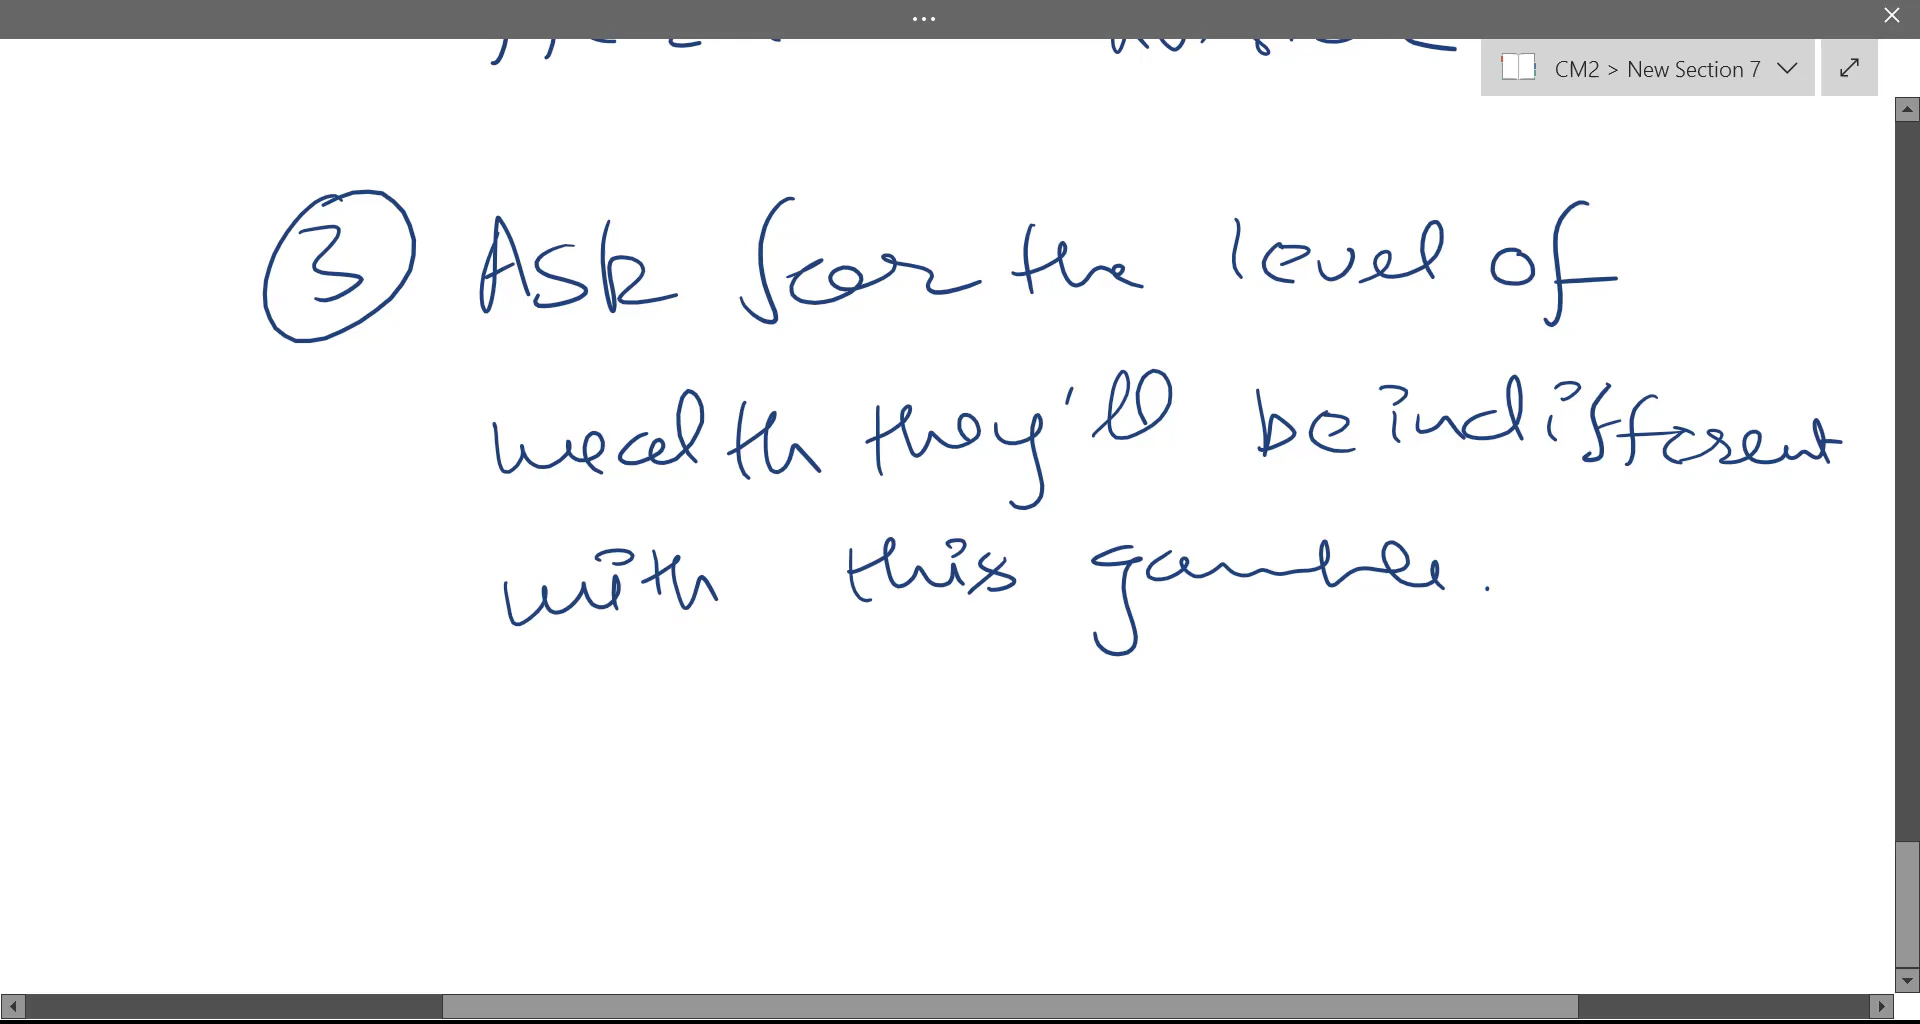 CM2 > New Section 7
③ Ask for the level of
wealth they'll be indifferent
with this gamble.